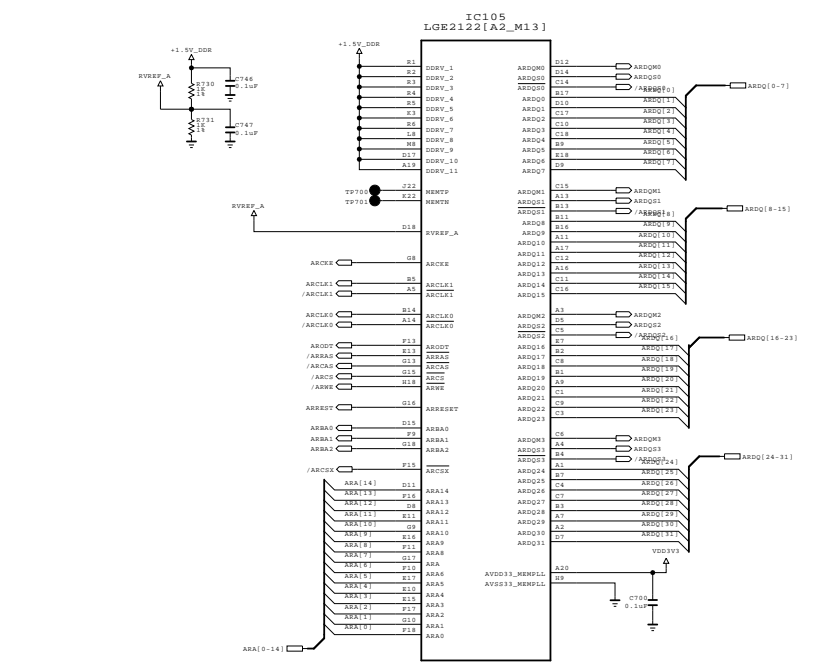 IC105
LGE2122[A2_M13]
+1.5V_DDR
RVREF_A
R730
1K
1%
C746
0.1uF
R731
1K
1%
C747
0.1uF
+1.5V_DDR
R1 DDRV_1
R2 DDRV_2
R3 DDRV_3
R4 DDRV_4
R5 DDRV_5
K3 DDRV_6
R6 DDRV_7
L8 DDRV_8
M8 DDRV_9
D17 DDRV_10
A19 DDRV_11
TP700 J22 MEMTP
TP701 K22 MEMTN
RVREF_A
D18 RVREF_A
ARCKE G8 ARCKE
ARCLK1 B5 ARCLK1
/ARCLK1 A5 ARCLK1
ARCLK0 B14 ARCLK0
/ARCLK0 A14 ARCLK0
ARODT F13 ARODT
/ARRAS E13 ARRAS
/ARCAS G13 ARCAS
/ARCS G15 ARCS
/ARWE H18 ARWE
ARREST G16 ARRESET
ARBA0 D15 ARBA0
ARBA1 F9 ARBA1
ARBA2 G18 ARBA2
/ARCSX F15 ARCSX
ARA[14] D11 ARA14
ARA[13] F16 ARA13
ARA[12] D8 ARA12
ARA[11] E11 ARA11
ARA[10] G9 ARA10
ARA[9] E16 ARA9
ARA[8] F11 ARA8
ARA[7] G17 ARA
ARA[6] F10 ARA6
ARA[5] E17 ARA5
ARA[4] E10 ARA4
ARA[3] E15 ARA3
ARA[2] F17 ARA2
ARA[1] G10 ARA1
ARA[0] F18 ARA0
ARA[0-14]
ARDQM0 D12 ARDQM0
ARDQS0 D14 ARDQS0
ARDQS0 C14 /ARDQS0
ARDQ0 B17 ARDQ[0]
ARDQ1 D10 ARDQ[1]
ARDQ2 C17 ARDQ[2]
ARDQ3 C10 ARDQ[3]
ARDQ4 C18 ARDQ[4]
ARDQ5 B9 ARDQ[5]
ARDQ6 E18 ARDQ[6]
ARDQ7 D9 ARDQ[7]
ARDQ[0-7]
ARDQM1 C15 ARDQM1
ARDQS1 A13 ARDQS1
ARDQS1 B13 /ARDQS1
ARDQ8 B11 ARDQ[8]
ARDQ9 B16 ARDQ[9]
ARDQ10 A11 ARDQ[10]
ARDQ11 A17 ARDQ[11]
ARDQ12 C12 ARDQ[12]
ARDQ13 A16 ARDQ[13]
ARDQ14 C11 ARDQ[14]
ARDQ15 C16 ARDQ[15]
ARDQ[8-15]
ARDQM2 A3 ARDQM2
ARDQS2 D5 ARDQS2
ARDQS2 C5 /ARDQS2
ARDQ16 E7 ARDQ[16]
ARDQ17 B2 ARDQ[17]
ARDQ18 C8 ARDQ[18]
ARDQ19 B1 ARDQ[19]
ARDQ20 A9 ARDQ[20]
ARDQ21 C1 ARDQ[21]
ARDQ22 C9 ARDQ[22]
ARDQ23 C3 ARDQ[23]
ARDQ[16-23]
ARDQM3 C6 ARDQM3
ARDQS3 A4 ARDQS3
ARDQS3 B4 /ARDQS3
ARDQ24 A1 ARDQ[24]
ARDQ25 B7 ARDQ[25]
ARDQ26 C4 ARDQ[26]
ARDQ27 C7 ARDQ[27]
ARDQ28 B3 ARDQ[28]
ARDQ29 A7 ARDQ[29]
ARDQ30 A2 ARDQ[30]
ARDQ31 D7 ARDQ[31]
ARDQ[24-31]
VDD3V3
AVDD33_MEMPLL A20
AVSS33_MEMPLL H9
C700
0.1uF